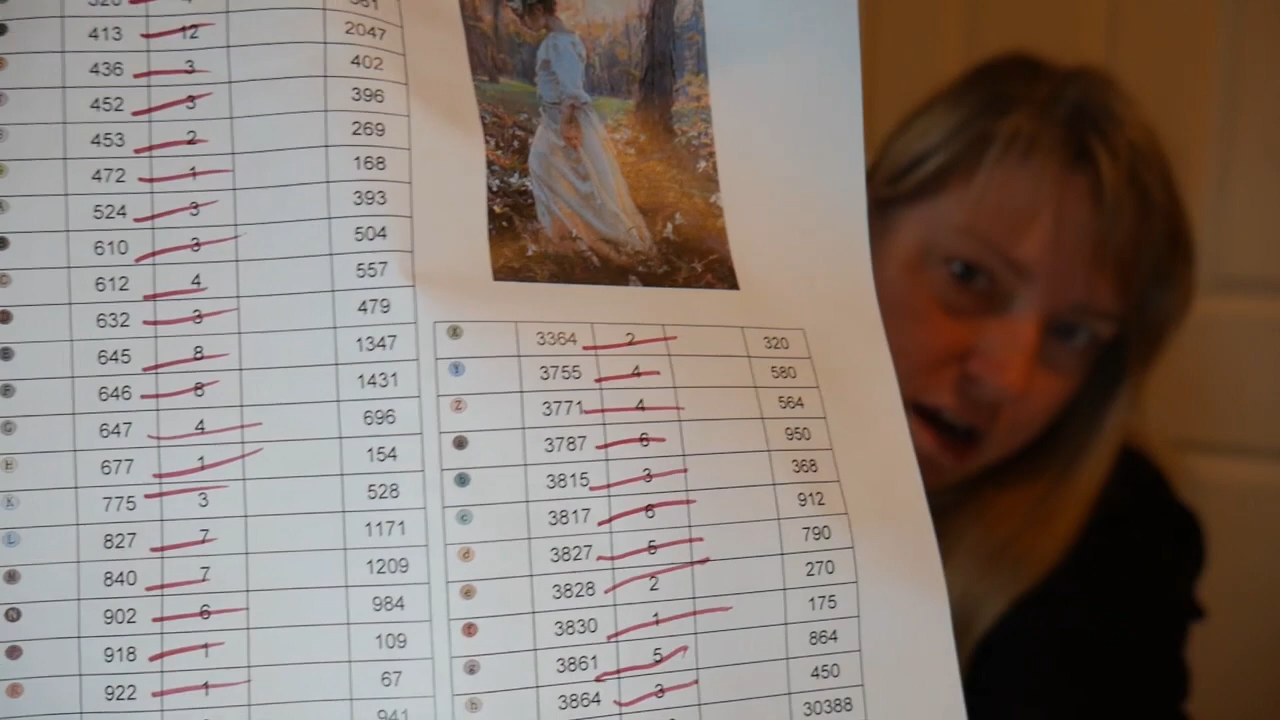 413 12 2047
436 3 402
452 3 396
453 2 269
472 1 168
524 3 393
610 3 504
612 4 557
632 3 479
E 645 8 1347
F 646 8 1431
G 647 4 696
H 677 1 154
K 775 3 528
L 827 7 1171
M 840 7 1209
N 902 6 984
918 1 109
R 922 1 67
941
X 3364 2 320
Y 3755 4 580
Z 3771 4 564
a 3787 6 950
b 3815 3 368
c 3817 6 912
d 3827 5 790
e 3828 2 270
f 3830 1 175
g 3861 5 864
h 3864 3 450
30388